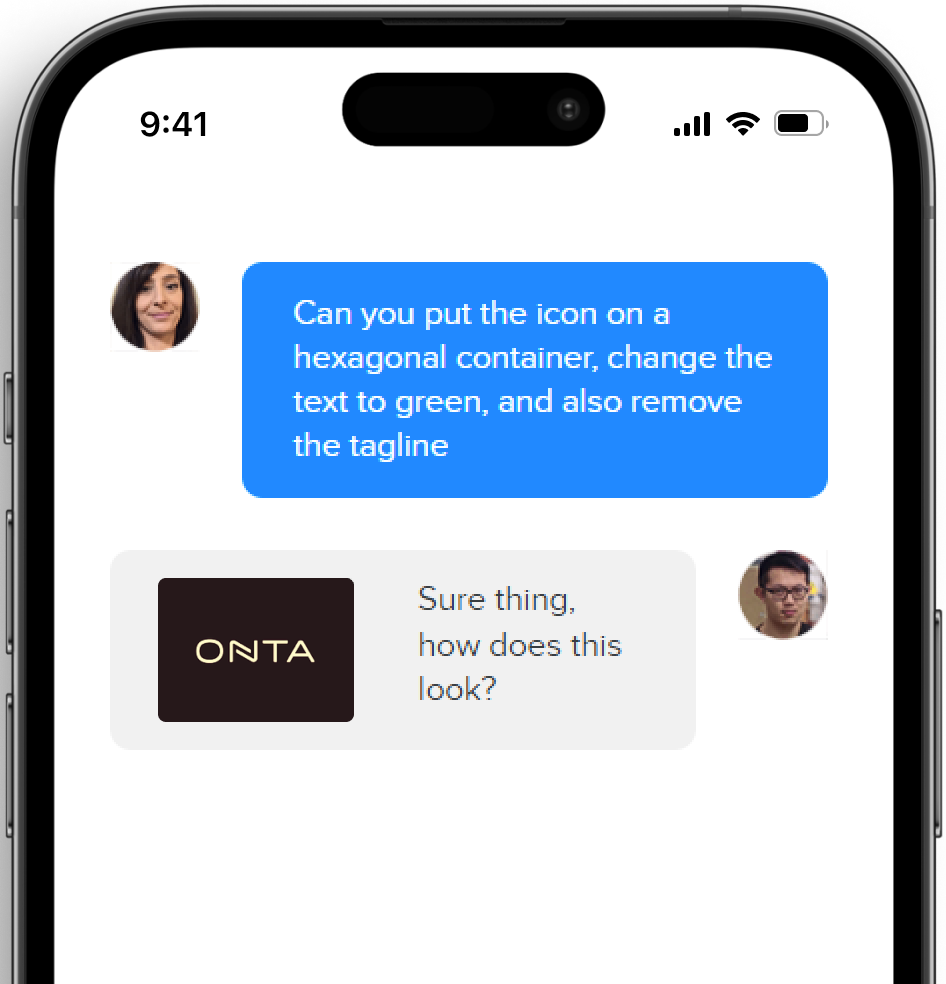 9:41
Can you put the icon on a
hexagonal container, change the
text to green, and also remove
the tagline
ONTA
Sure thing,
how does this
look?